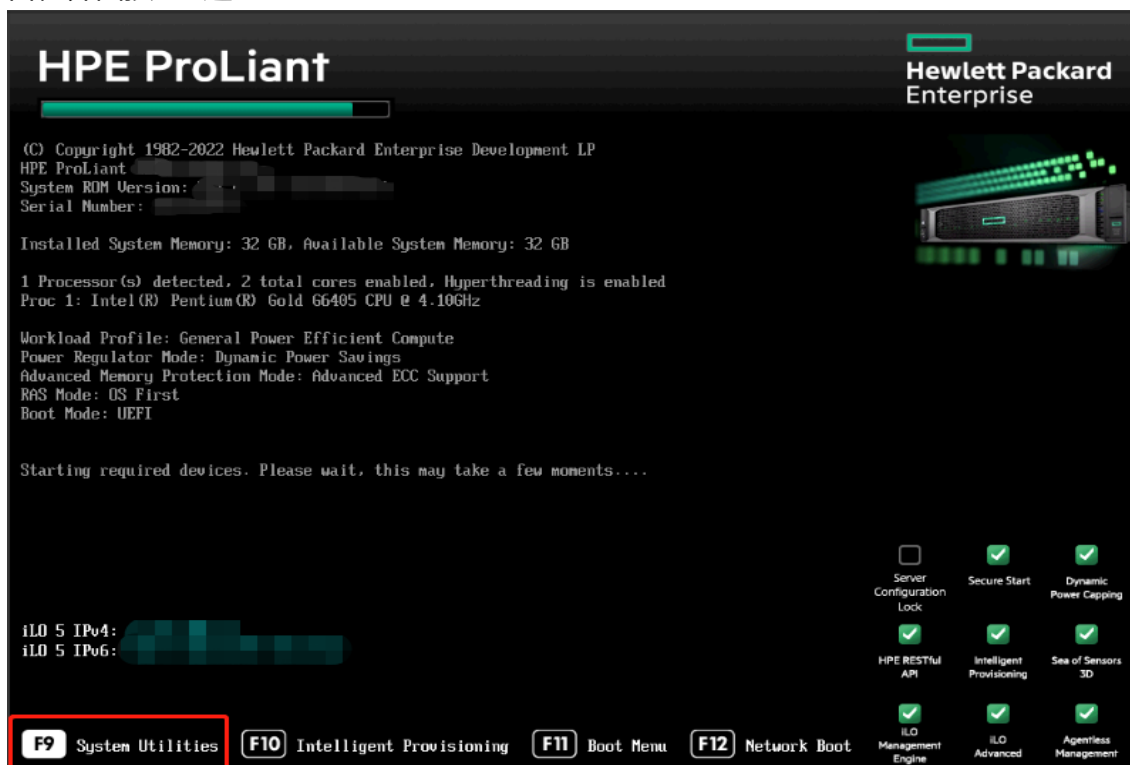 HPE ProLiant
Hewlett Packard
Enterprise
(C) Copyright 1982-2022 Hewlett Packard Enterprise Development LP
HPE ProLiant
System ROM Version:
Serial Number:
Installed System Memory: 32 GB, Available System Memory: 32 GB
1 Processor(s) detected, 2 total cores enabled, Hyperthreading is enabled
Proc 1: Intel(R) Pentium(R) Gold G6405 CPU @ 4.10GHz
Workload Profile: General Power Efficient Compute
Power Regulator Mode: Dynamic Power Savings
Advanced Memory Protection Mode: Advanced ECC Support
RAS Mode: OS First
Boot Mode: UEFI
Starting required devices. Please wait, this may take a few moments....
Server
Configuration
Lock
Secure Start
Dynamic
Power Capping
iLO 5 IPv4:
iLO 5 IPv6:
HPE RESTful
API
Intelligent
Provisioning
Sea of Sensors
3D
iLO
Management
Engine
iLO
Advanced
Agentless
Management
F9 System Utilities F10 Intelligent Provisioning F11 Boot Menu F12 Network Boot